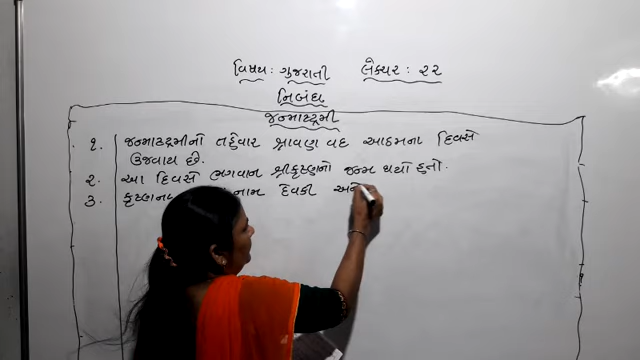 વિષય : ગુજરાતી લેક્ચર : ૨૨
નિબંધ
જન્માષ્ટમી
૧. જન્માષ્ટમીનો તહેવાર શ્રાવણ વદ આઠમના દિવસે
ઉજવાય છે.
૨. આ દિવસે ભગવાન શ્રીકૃષ્ણનો જન્મ થયો હતો.
૩. કૃષ્ણના નામ દેવકી અને